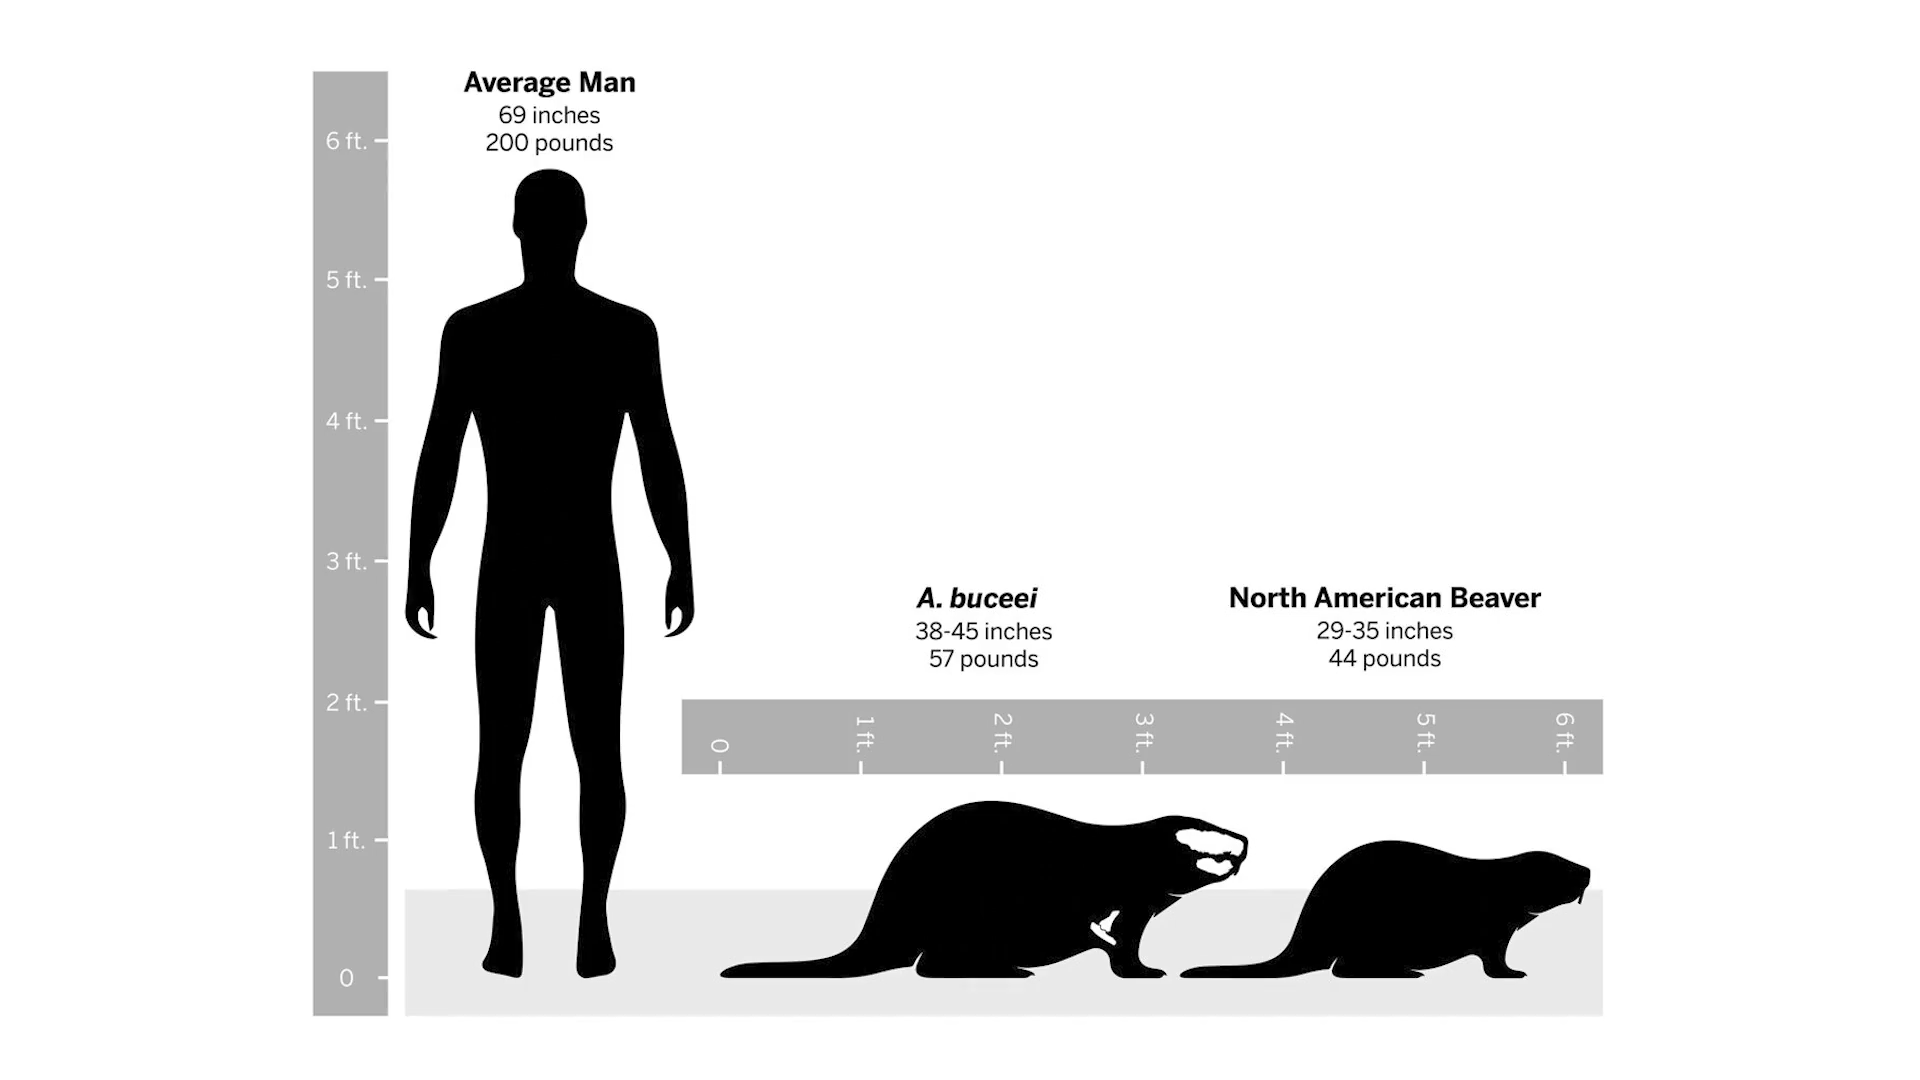 Average Man
69 inches
200 pounds
6 ft.
5 ft.
4 ft.
3 ft.
2 ft.
1 ft.
0
A. buceei
38-45 inches
57 pounds
North American Beaver
29-35 inches
44 pounds
0
1 ft.
2 ft.
3 ft.
4 ft.
5 ft.
6 ft.